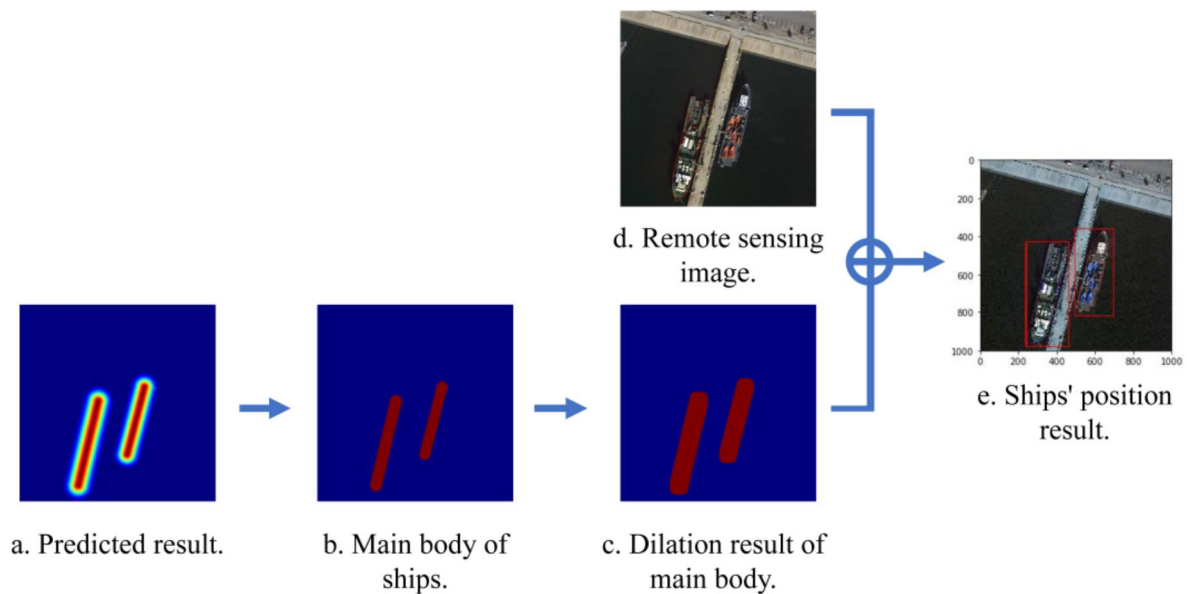 d. Remote sensing
image.
0
200
400
600
800
1000
0 200 400 600 800 1000
e. Ships' position
result.
a. Predicted result.
b. Main body of
ships.
c. Dilation result of
main body.